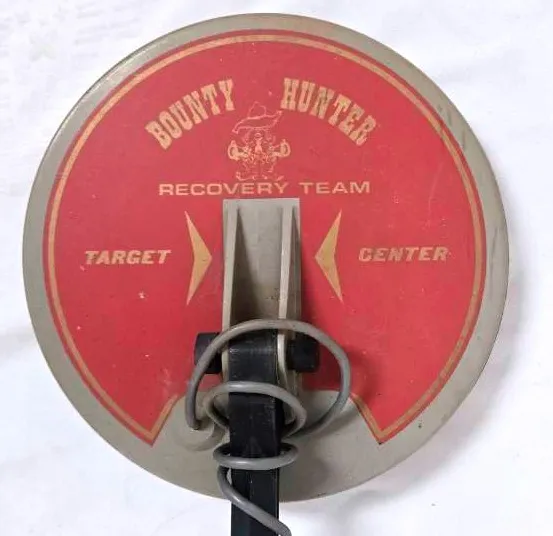 BOUNTY HUNTER
RECOVERY TEAM
TARGET CENTER